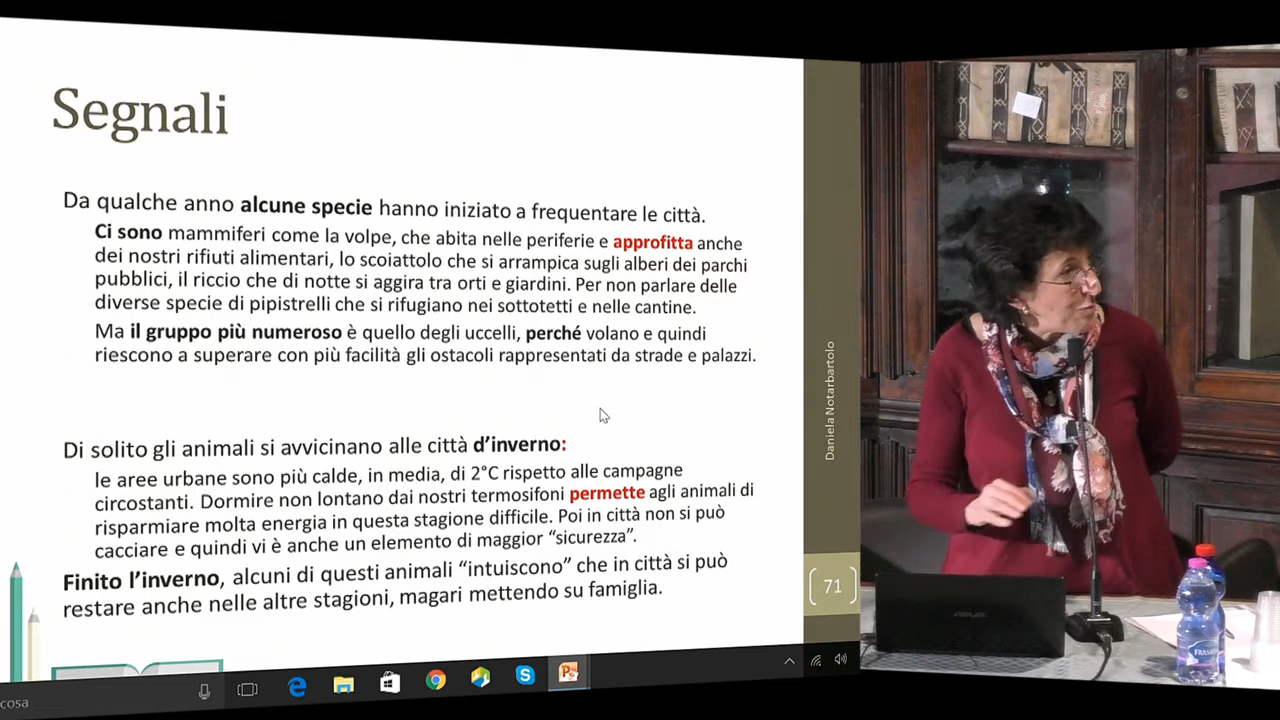 Segnali
Da qualche anno alcune specie hanno iniziato a frequentare le città.
Ci sono mammiferi come la volpe, che abita nelle periferie e approfitta anche
dei nostri rifiuti alimentari, lo scoiattolo che si arrampica sugli alberi dei parchi
pubblici, il riccio che di notte si aggira tra orti e giardini. Per non parlare delle
diverse specie di pipistrelli che si rifugiano nei sottotetti e nelle cantine.
Ma il gruppo più numeroso è quello degli uccelli, perché volano e quindi
riescono a superare con più facilità gli ostacoli rappresentati da strade e palazzi.
Di solito gli animali si avvicinano alle città d'inverno:
le aree urbane sono più calde, in media, di 2°C rispetto alle campagne
circostanti. Dormire non lontano dai nostri termosifoni permette agli animali di
risparmiare molta energia in questa stagione difficile. Poi in città non si può
cacciare e quindi vi è anche un elemento di maggior “sicurezza”.
Finito l'inverno, alcuni di questi animali “intuiscono” che in città si può
restare anche nelle altre stagioni, magari mettendo su famiglia.
Daniela Notarbartolo
71
cosa
ASUS